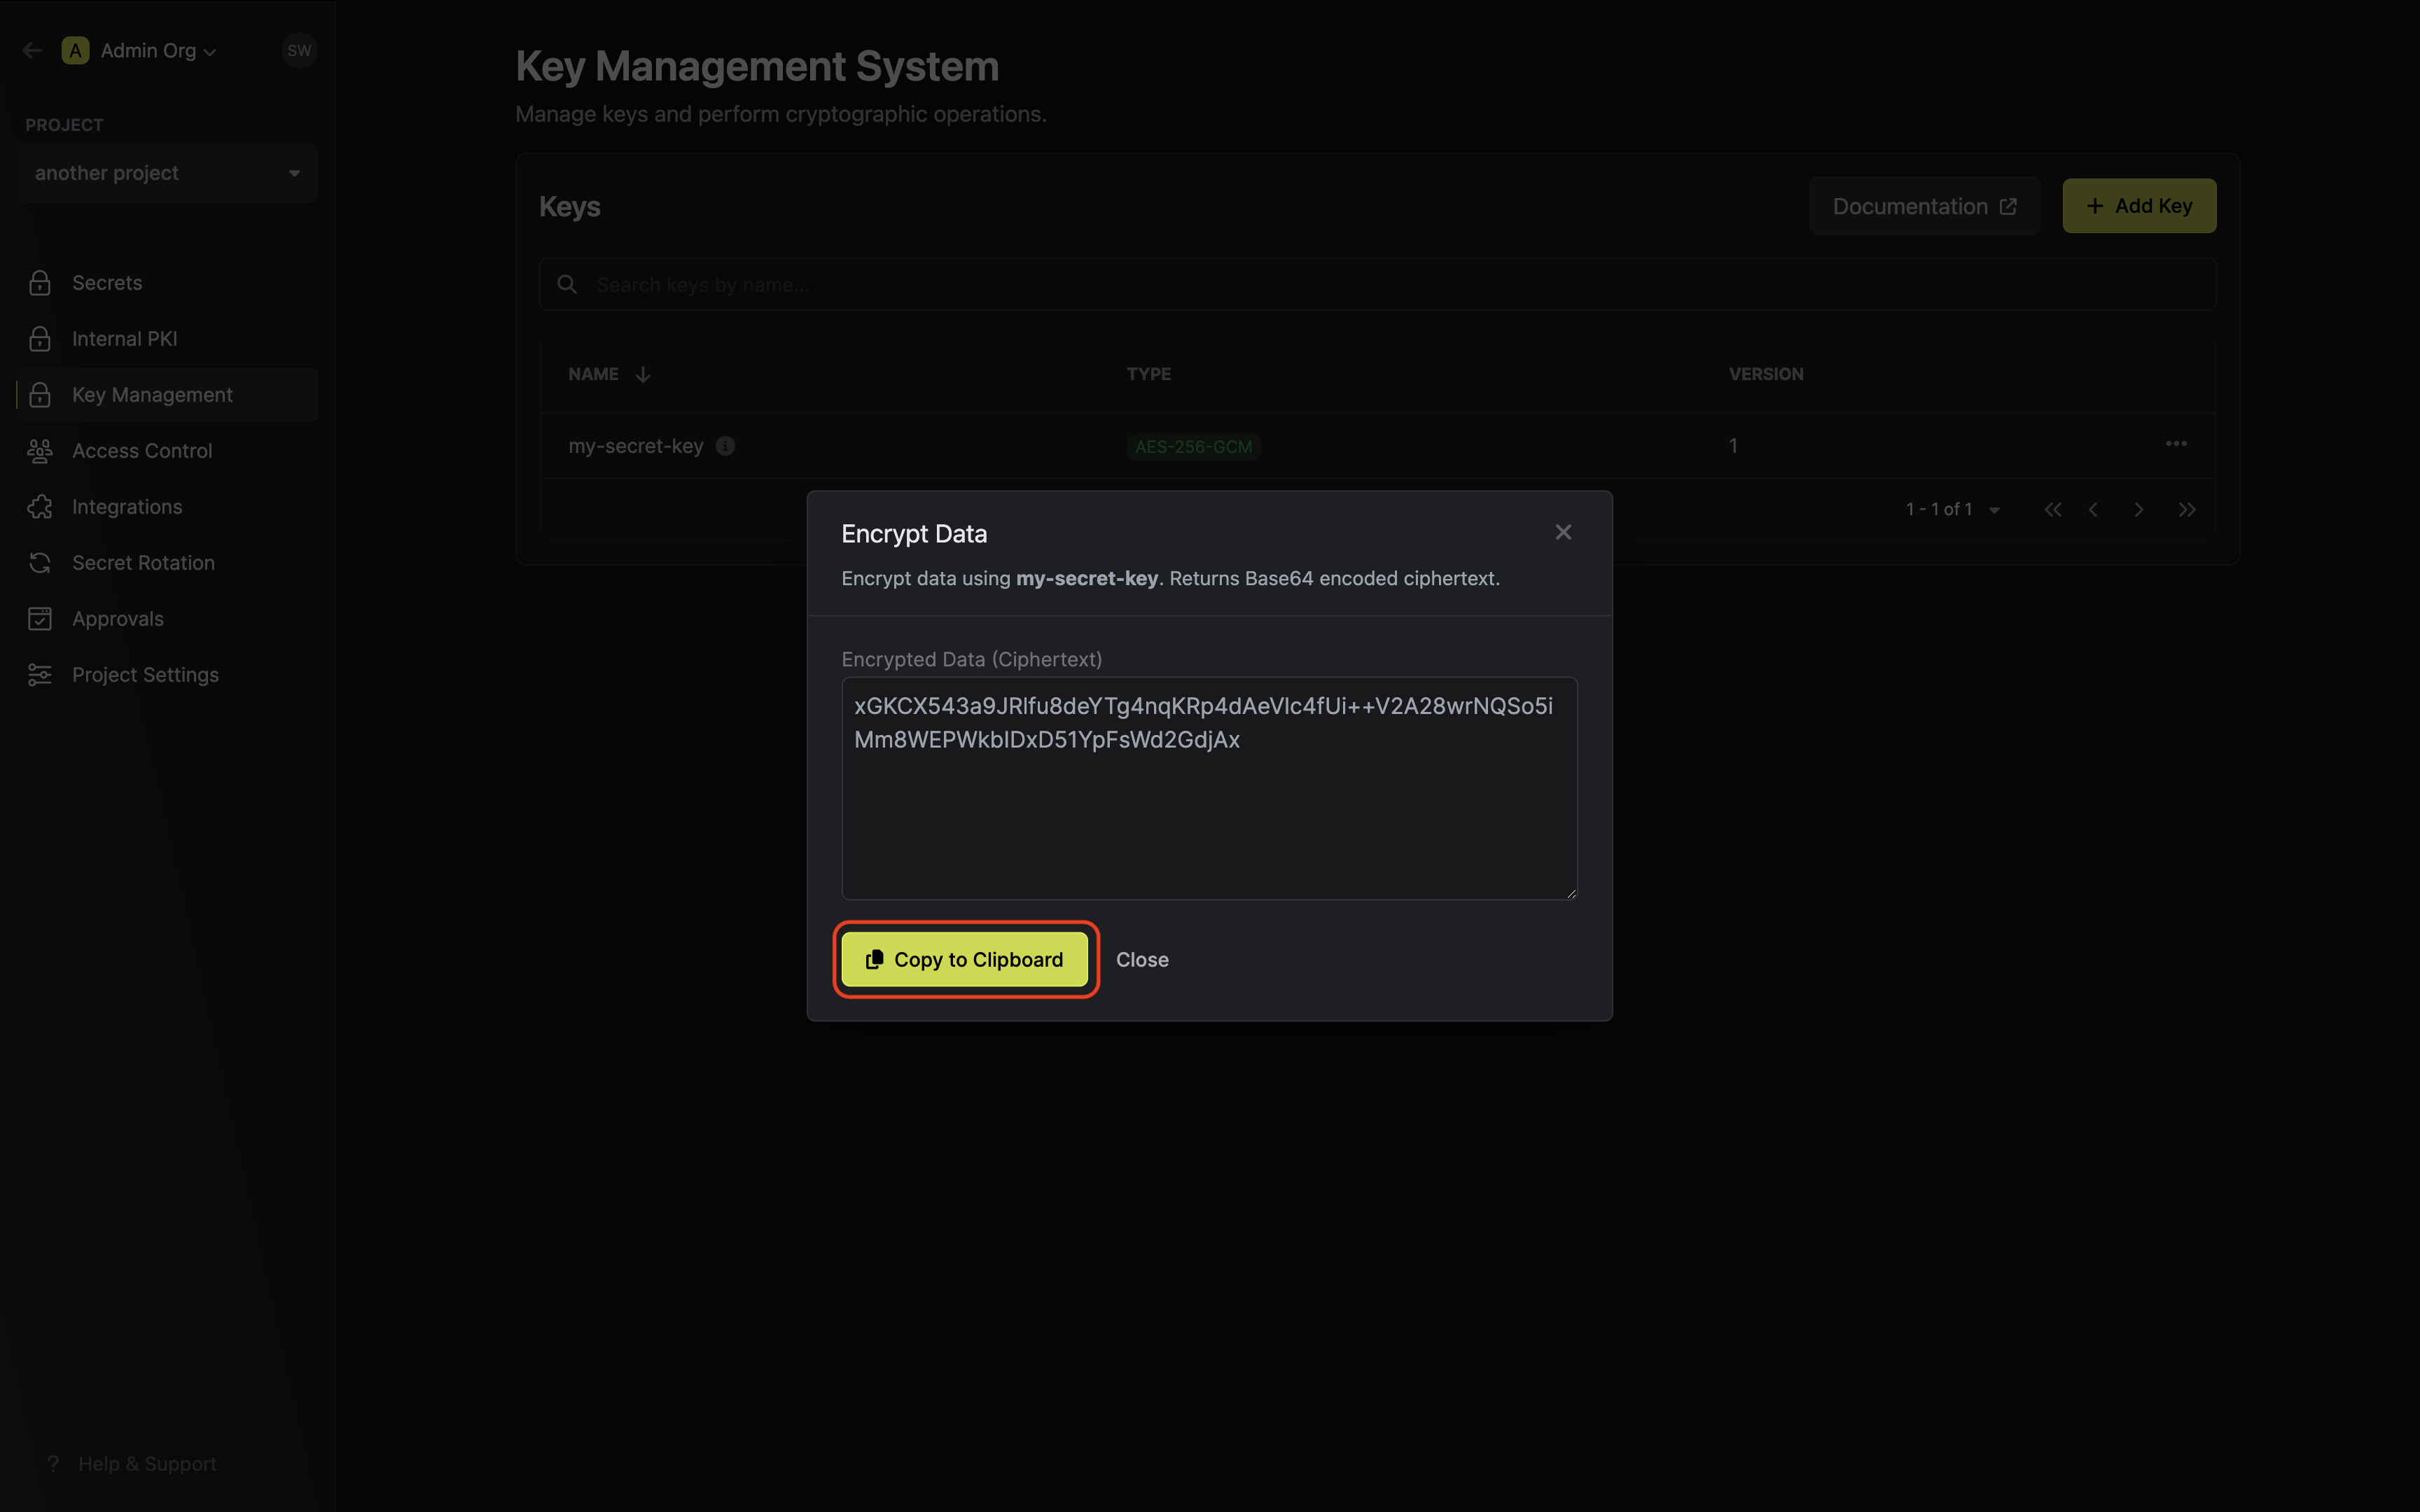 A Admin Org SW
PROJECT
another project
Secrets
Internal PKI
Key Management
Access Control
Integrations
Secret Rotation
Approvals
Project Settings
? Help & Support
Key Management System
Manage keys and perform cryptographic operations.
Keys
Documentation
+ Add Key
Search keys by name...
NAME TYPE VERSION
my-secret-key AES-256-GCM 1
1 - 1 of 1
Encrypt Data
Encrypt data using my-secret-key. Returns Base64 encoded ciphertext.
Encrypted Data (Ciphertext)
xGKCX543a9JRlfu8deYTg4nqKRp4dAeVlc4fUi++V2A28wrNQSo5i
Mm8WEPWkblDxD51YpFsWd2GdjAx
Copy to Clipboard
Close